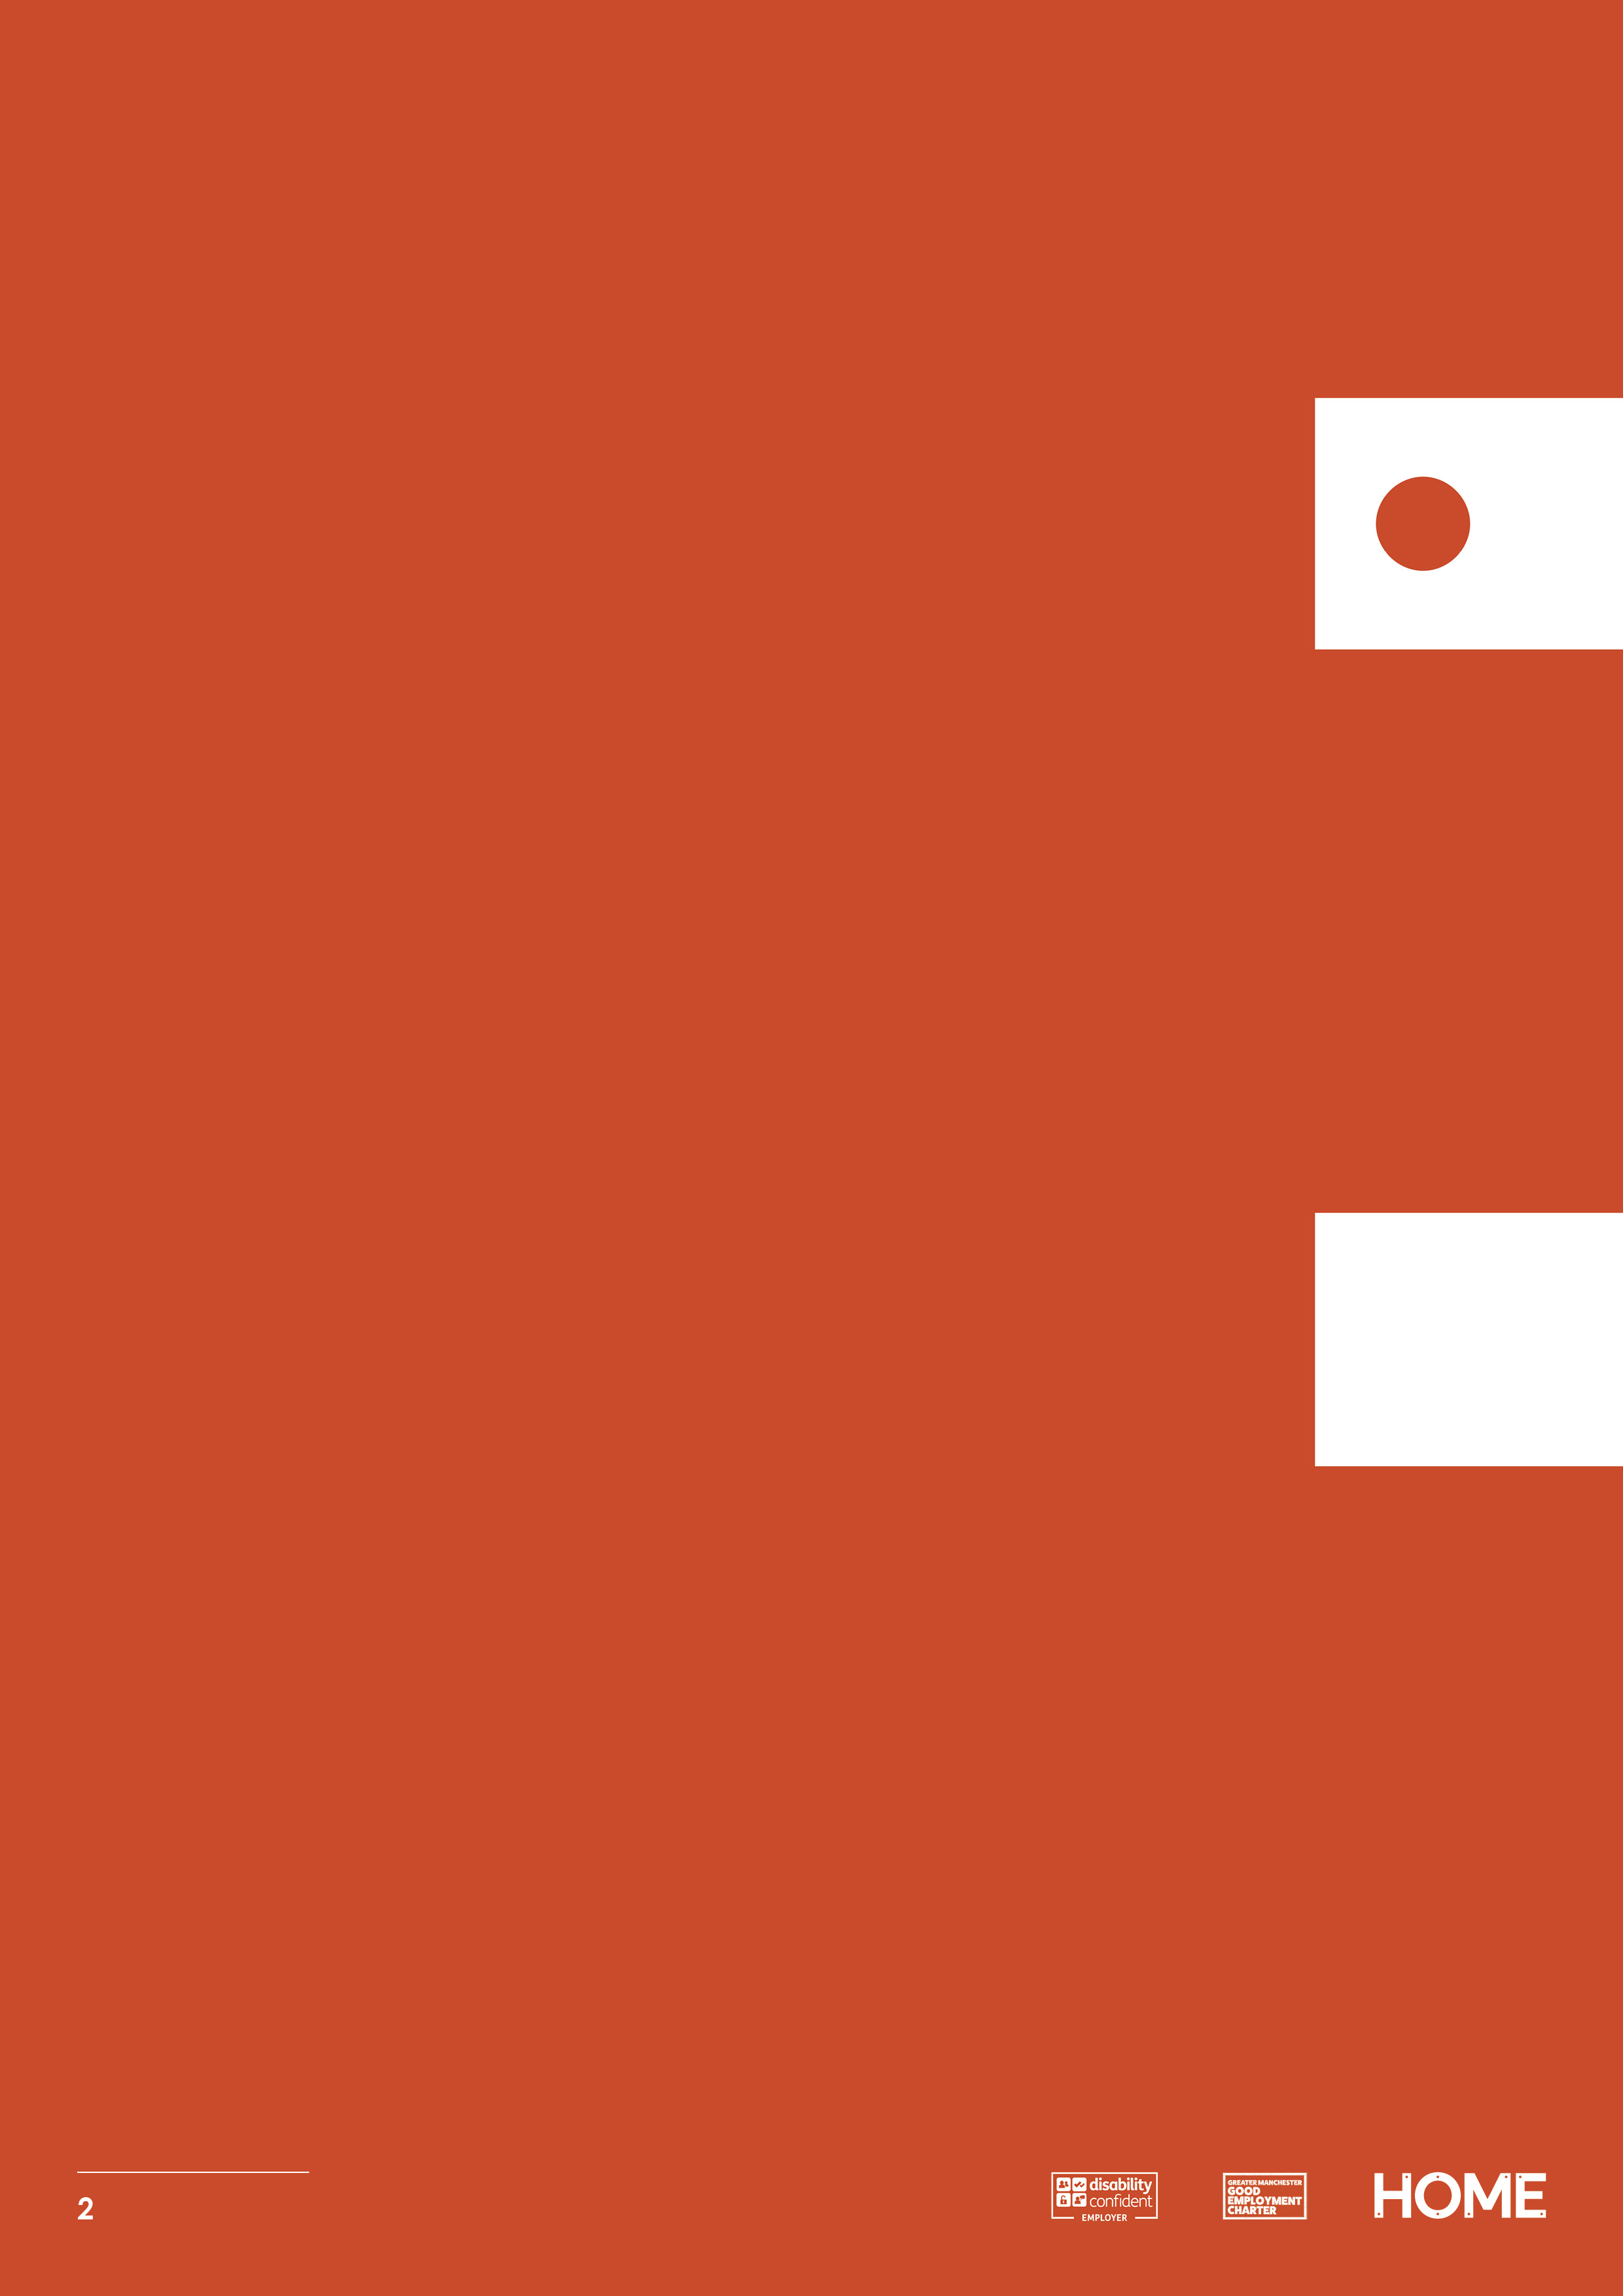 2
disability
confident
EMPLOYER
GREATER MANCHESTER
GOOD
EMPLOYMENT
CHARTER
HOME